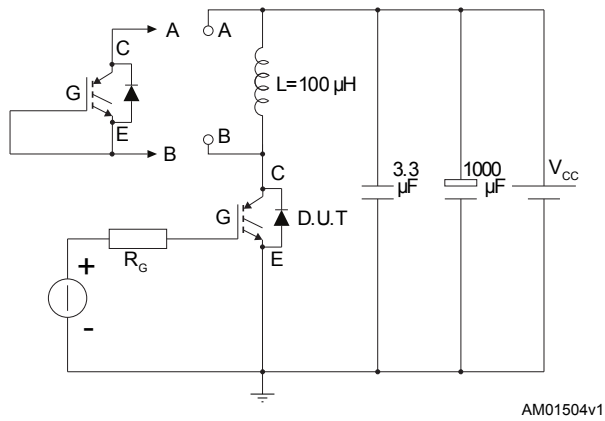 A
A
C
G
L=100 µH
E
B
B
C
3.3
µF
1000
µF
V_CC
G
D.U.T
E
R_G
+
-
AM01504v1